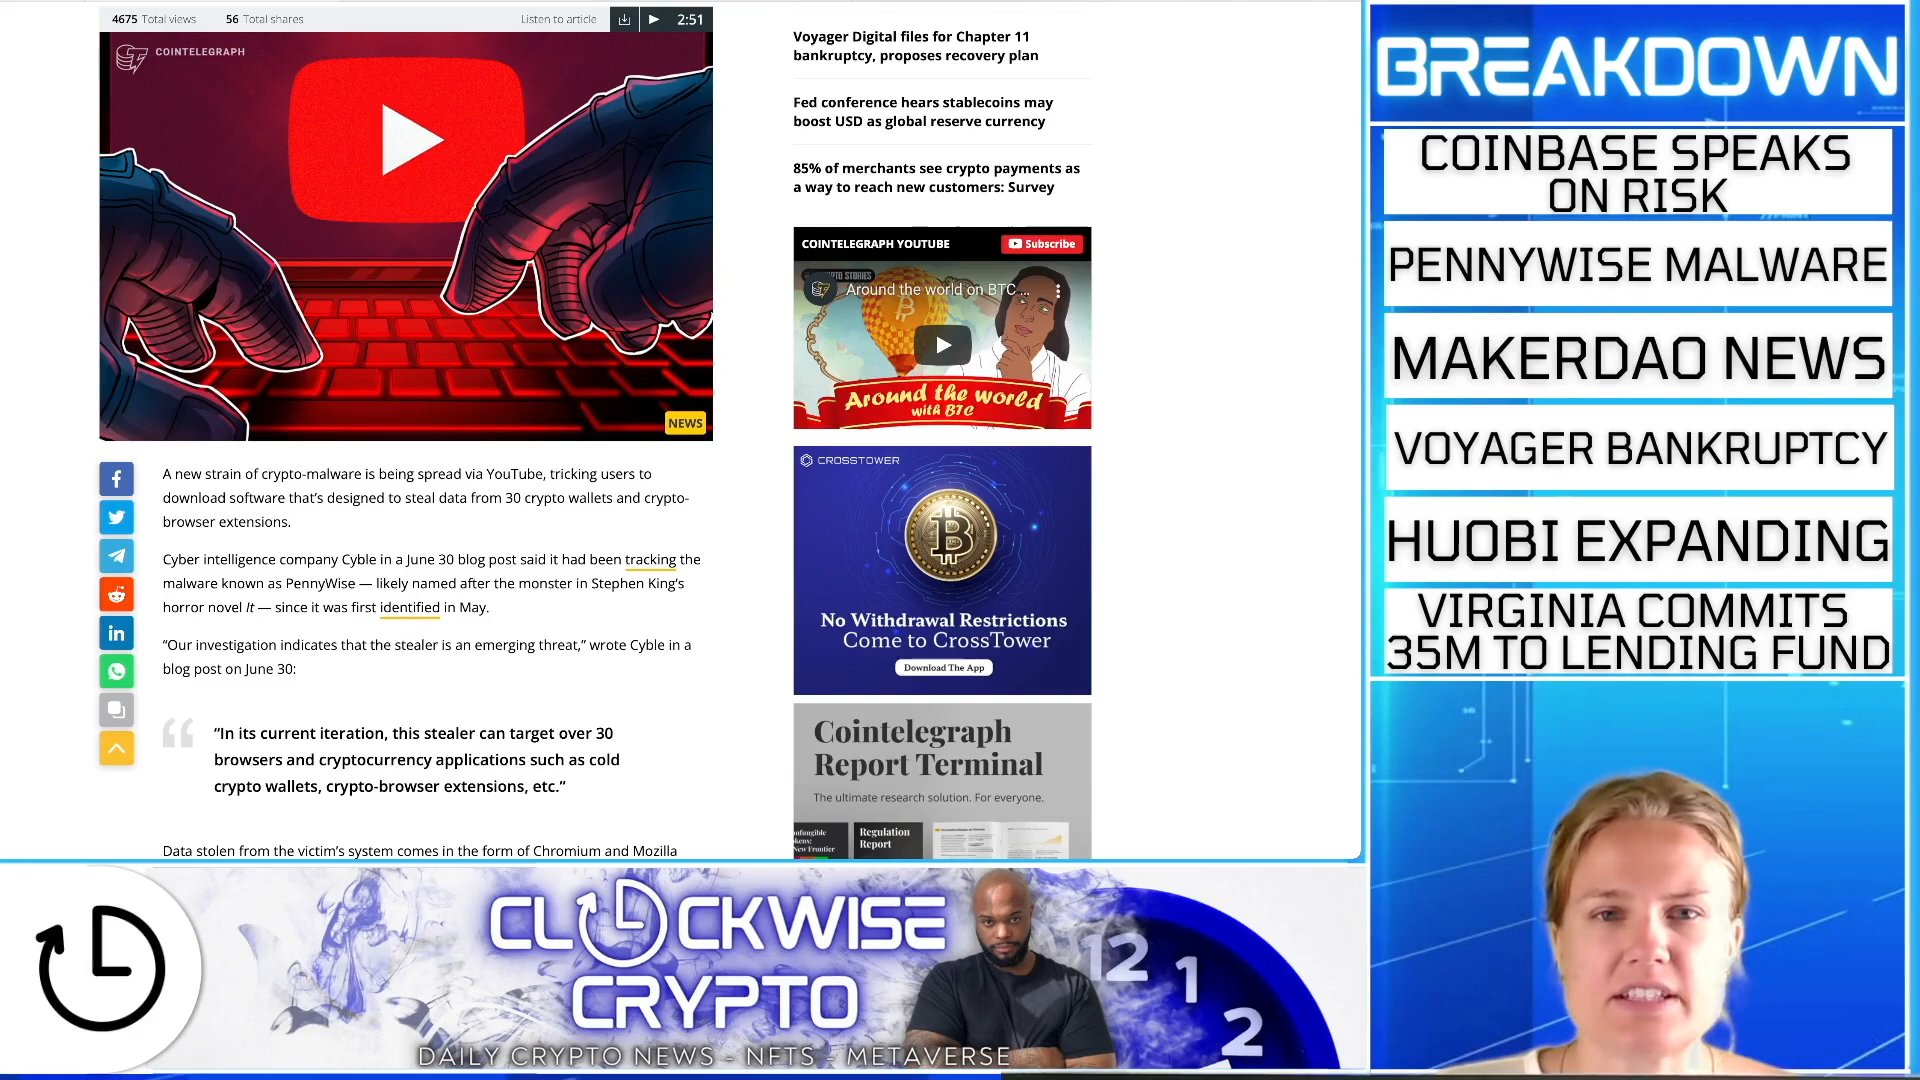 4675 Total views
56 Total shares
Listen to article
2:51
COINTELEGRAPH
NEWS
A new strain of crypto-malware is being spread via YouTube, tricking users to
download software that's designed to steal data from 30 crypto wallets and crypto-
browser extensions.
Cyber intelligence company Cyble in a June 30 blog post said it had been tracking the
malware known as PennyWise — likely named after the monster in Stephen King's
horror novel It — since it was first identified in May.
“Our investigation indicates that the stealer is an emerging threat,” wrote Cyble in a
blog post on June 30:
“In its current iteration, this stealer can target over 30
browsers and cryptocurrency applications such as cold
crypto wallets, crypto-browser extensions, etc.”
Data stolen from the victim's system comes in the form of Chromium and Mozilla
Voyager Digital files for Chapter 11
bankruptcy, proposes recovery plan
Fed conference hears stablecoins may
boost USD as global reserve currency
85% of merchants see crypto payments as
a way to reach new customers: Survey
COINTELEGRAPH YOUTUBE
Subscribe
Around the world on BTC ...
Around the world
with BTC
CROSSTOWER
No Withdrawal Restrictions
Come to CrossTower
Download The App
Cointelegraph
Report Terminal
The ultimate research solution. For everyone.
New Frontier
Regulation
Report
BREAKDOWN
COINBASE SPEAKS
ON RISK
PENNYWISE MALWARE
MAKERDAO NEWS
VOYAGER BANKRUPTCY
HUOBI EXPANDING
VIRGINIA COMMITS
35M TO LENDING FUND
CLOCKWISE
CRYPTO
DAILY CRYPTO NEWS - NFTS - METAVERSE
12
1
2